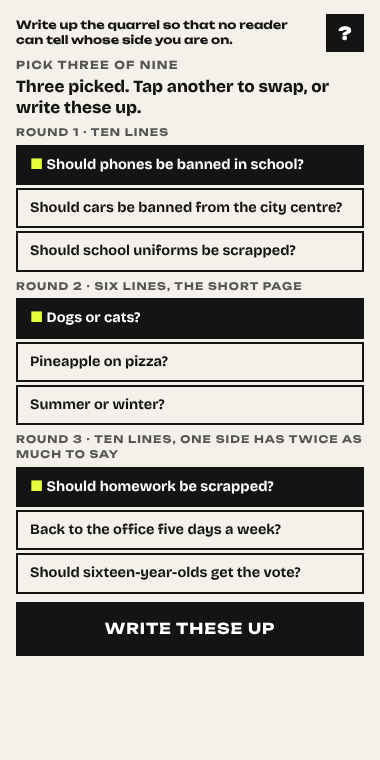 Write up the quarrel so that no reader
can tell whose side you are on.
?
PICK THREE OF NINE
Three picked. Tap another to swap, or
write these up.
ROUND 1 · TEN LINES
Should phones be banned in school?
Should cars be banned from the city centre?
Should school uniforms be scrapped?
ROUND 2 · SIX LINES, THE SHORT PAGE
Dogs or cats?
Pineapple on pizza?
Summer or winter?
ROUND 3 · TEN LINES, ONE SIDE HAS TWICE AS
MUCH TO SAY
Should homework be scrapped?
Back to the office five days a week?
Should sixteen-year-olds get the vote?
WRITE THESE UP